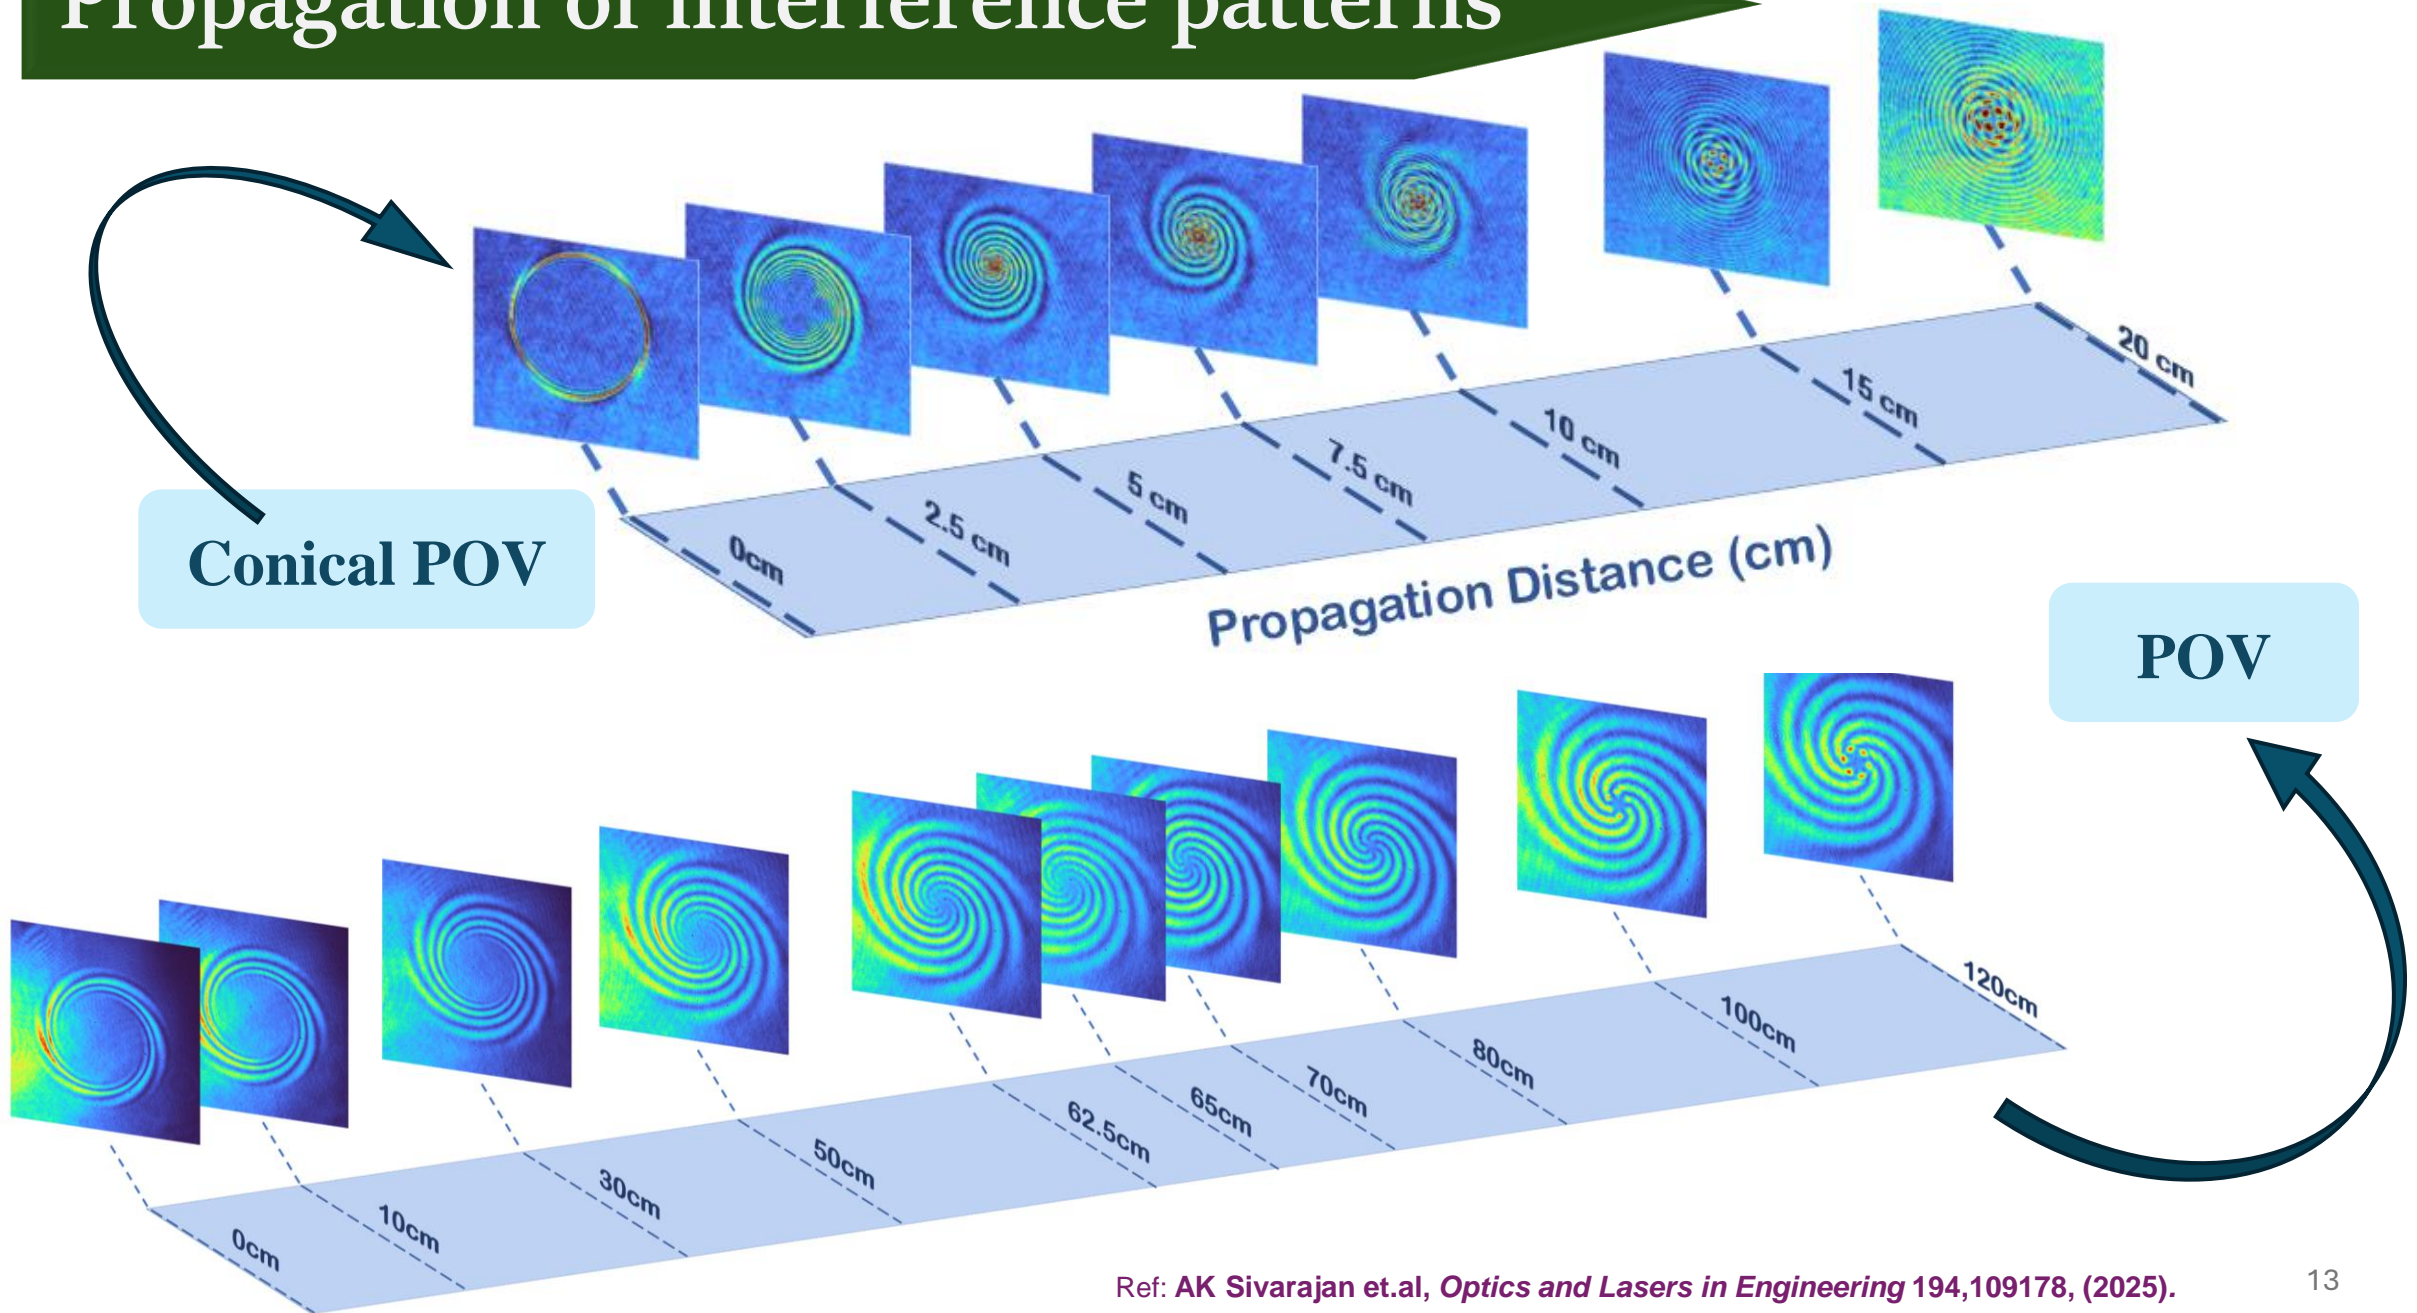 Propagation of interference patterns
Conical POV
0cm
2.5 cm
5 cm
7.5 cm
10 cm
15 cm
20 cm
Propagation Distance (cm)
POV
0cm
10cm
30cm
50cm
62.5cm
65cm
70cm
80cm
100cm
120cm
Ref: AK Sivarajan et.al, Optics and Lasers in Engineering 194,109178, (2025).
13